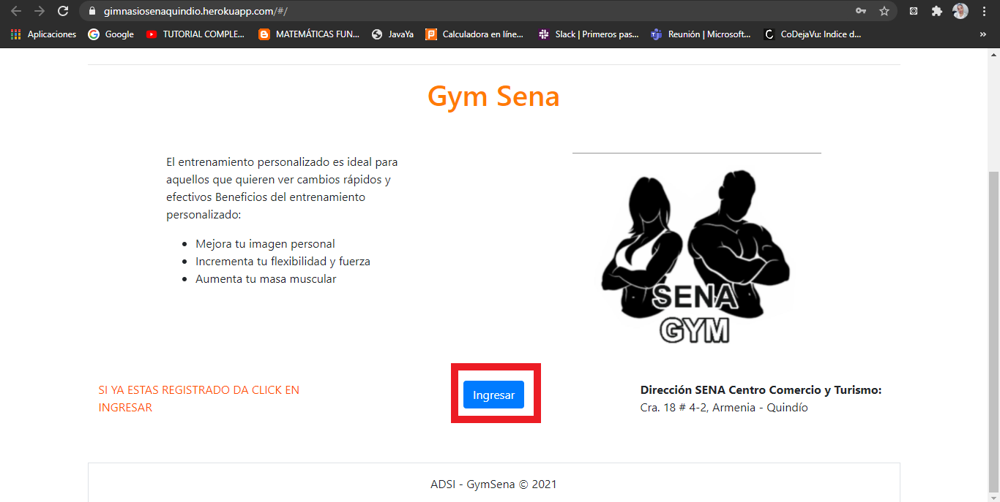 gimnasiosenaquindio.herokuapp.com/#/
Aplicaciones Google TUTORIAL COMPLE... MATEMÁTICAS FUN... JavaYa Calculadora en líne... Slack | Primeros pas... Reunión | Microsoft... CoDejaVu: Indice d...
Gym Sena
El entrenamiento personalizado es ideal para
aquellos que quieren ver cambios rápidos y
efectivos Beneficios del entrenamiento
personalizado:
Mejora tu imagen personal
Incrementa tu flexibilidad y fuerza
Aumenta tu masa muscular
SENA
GYM
SI YA ESTAS REGISTRADO DA CLICK EN
INGRESAR
Ingresar
Dirección SENA Centro Comercio y Turismo:
Cra. 18 # 4-2, Armenia - Quindío
ADSI - GymSena © 2021